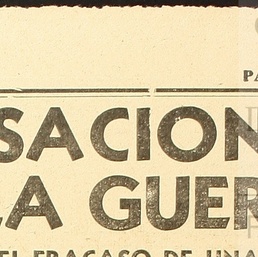 PA
SACION
LA GUER
EL FRACASO DE UNA